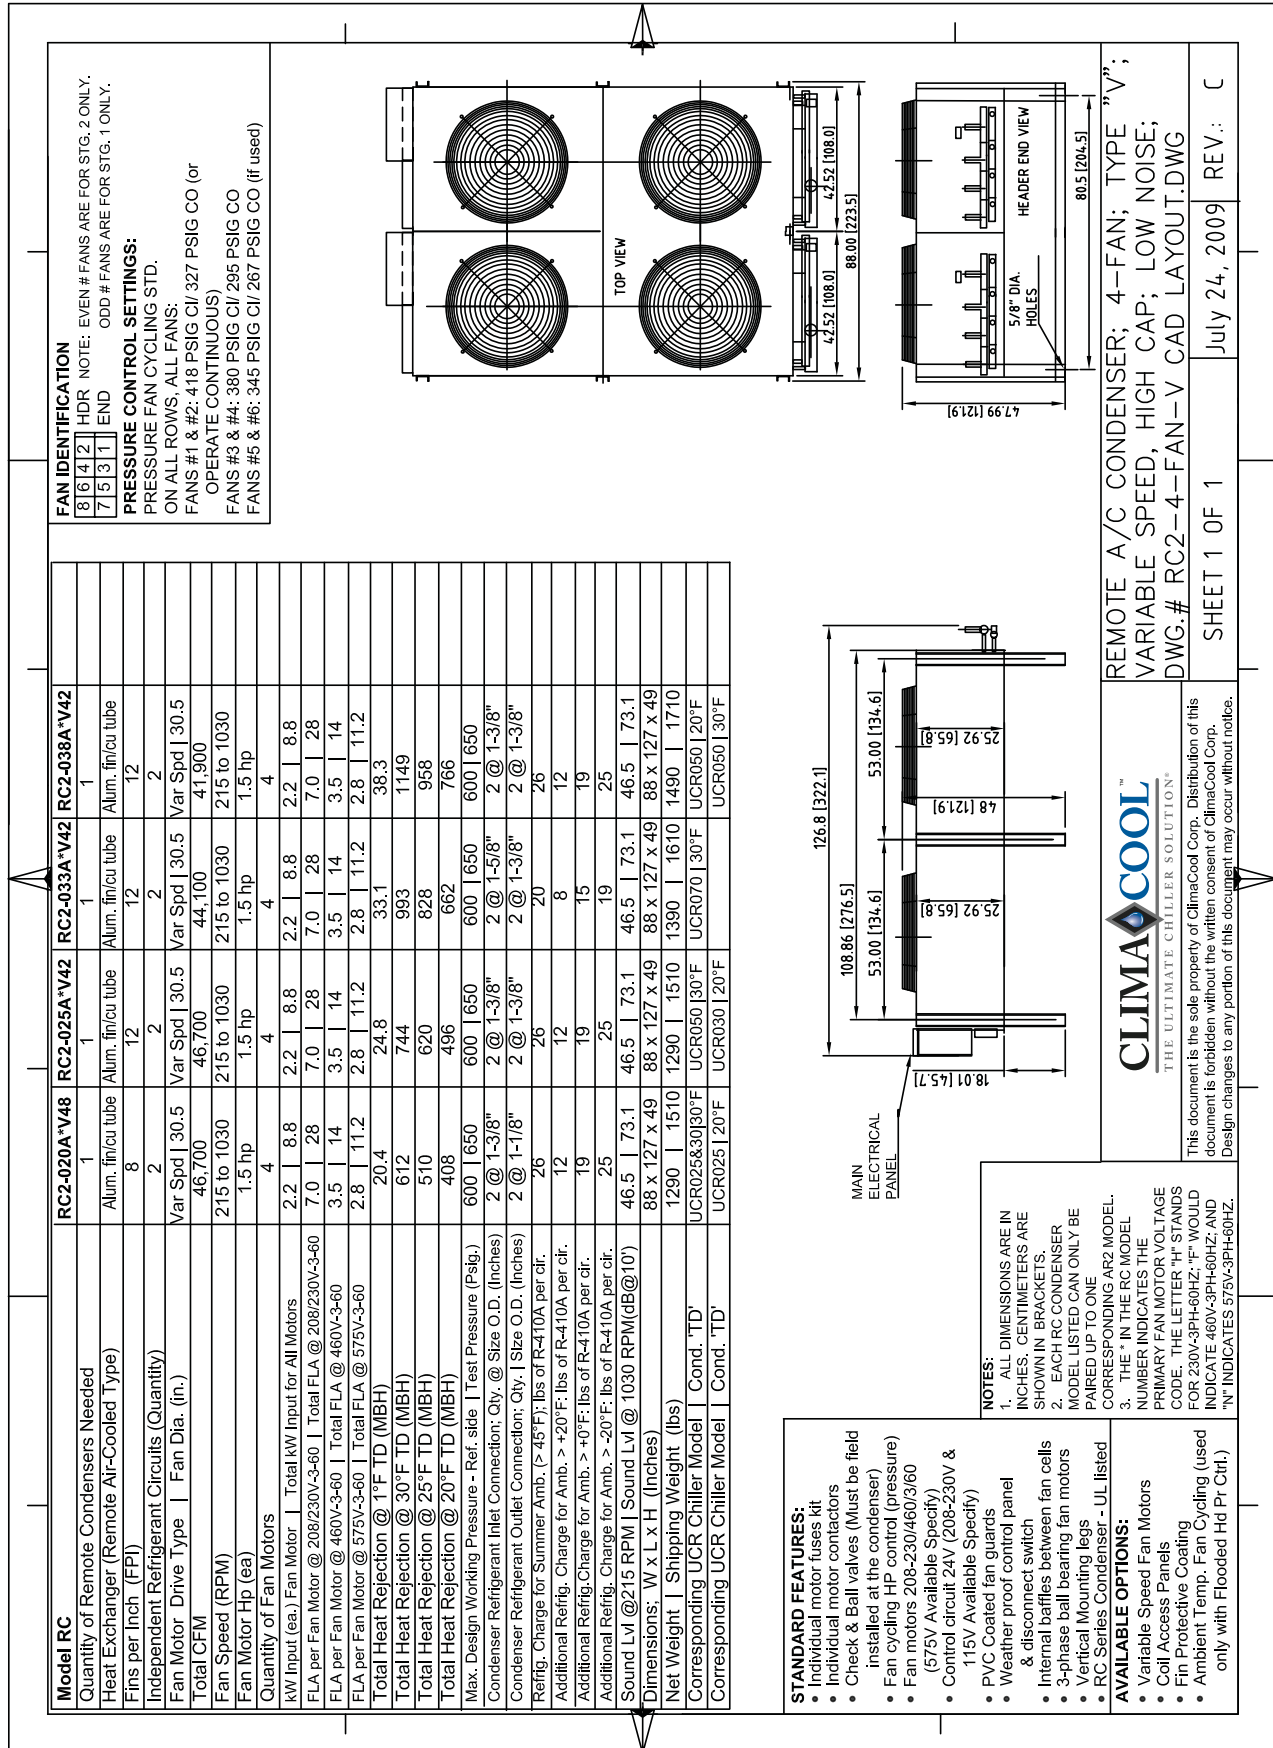 Model RC | RC2-020A*V48 | RC2-025A*V42 | RC2-033A*V42 | RC2-038A*V42
Quantity of Remote Condensers Needed | 1 | 1 | 1 | 1
Heat Exchanger (Remote Air-Cooled Type) | Alum. fin/cu tube | Alum. fin/cu tube | Alum. fin/cu tube | Alum. fin/cu tube
Fins per Inch (FPI) | 8 | 12 | 12 | 12
Independent Refrigerant Circuits (Quantity) | 2 | 2 | 2 | 2
Fan Motor Drive Type | Fan Dia. (in.) | Var Spd | 30.5 | Var Spd | 30.5 | Var Spd | 30.5 | Var Spd | 30.5
Total CFM | 46,700 | 46,700 | 44,100 | 41,900
Fan Speed (RPM) | 215 to 1030 | 215 to 1030 | 215 to 1030 | 215 to 1030
Fan Motor Hp (ea) | 1.5 hp | 1.5 hp | 1.5 hp | 1.5 hp
Quantity of Fan Motors | 4 | 4 | 4 | 4
kW Input (ea.) Fan Motor | Total kW Input for All Motors | 2.2 | 8.8 | 2.2 | 8.8 | 2.2 | 8.8 | 2.2 | 8.8
FLA per Fan Motor @ 208/230V-3-60 | Total FLA @ 208/230V-3-60 | 7.0 | 28 | 7.0 | 28 | 7.0 | 28 | 7.0 | 28
FLA per Fan Motor @ 460V-3-60 | Total FLA @ 460V-3-60 | 3.5 | 14 | 3.5 | 14 | 3.5 | 14 | 3.5 | 14
FLA per Fan Motor @ 575V-3-60 | Total FLA @ 575V-3-60 | 2.8 | 11.2 | 2.8 | 11.2 | 2.8 | 11.2 | 2.8 | 11.2
Total Heat Rejection @ 1°F TD (MBH) | 20.4 | 24.8 | 33.1 | 38.3
Total Heat Rejection @ 30°F TD (MBH) | 612 | 744 | 993 | 1149
Total Heat Rejection @ 25°F TD (MBH) | 510 | 620 | 828 | 958
Total Heat Rejection @ 20°F TD (MBH) | 408 | 496 | 662 | 766
Max. Design Working Pressure - Ref. side | Test Pressure (Psig.) | 600 | 650 | 600 | 650 | 600 | 650 | 600 | 650
Condenser Refrigerant Inlet Connection; Qty. @ Size O.D. (Inches) | 2 @ 1-3/8" | 2 @ 1-3/8" | 2 @ 1-5/8" | 2 @ 1-3/8"
Condenser Refrigerant Outlet Connection; Qty. | Size O.D. (Inches) | 2 @ 1-1/8" | 2 @ 1-3/8" | 2 @ 1-3/8" | 2 @ 1-3/8"
Refrig. Charge for Summer Amb. (> 45°F); lbs of R-410A per cir. | 26 | 26 | 20 | 26
Additional Refrig. Charge for Amb. > +20°F: lbs of R-410A per cir. | 12 | 12 | 8 | 12
Additional Refrig.Charge for Amb. > +0°F: lbs of R-410A per cir. | 19 | 19 | 15 | 19
Additional Refrig. Charge for Amb. > -20°F: lbs of R-410A per cir. | 25 | 25 | 19 | 25
Sound Lvl @215 RPM | Sound Lvl @ 1030 RPM(dB@10') | 46.5 | 73.1 | 46.5 | 73.1 | 46.5 | 73.1 | 46.5 | 73.1
Dimensions; W x L x H (Inches) | 88 x 127 x 49 | 88 x 127 x 49 | 88 x 127 x 49 | 88 x 127 x 49
Net Weight | Shipping Weight (lbs) | 1290 | 1510 | 1290 | 1510 | 1390 | 1610 | 1490 | 1710
Corresponding UCR Chiller Model | Cond. 'TD' | UCR025&30|30°F | UCR050 |30°F | UCR070 | 30°F | UCR050 | 20°F
Corresponding UCR Chiller Model | Cond. 'TD' | UCR025 | 20°F | UCR030 | 20°F | UCR050 | 30°F
FAN IDENTIFICATION
8 6 4 2 HDR NOTE: EVEN # FANS ARE FOR STG. 2 ONLY.
7 5 3 1 END ODD # FANS ARE FOR STG. 1 ONLY.
PRESSURE CONTROL SETTINGS:
PRESSURE FAN CYCLING STD.
ON ALL ROWS, ALL FANS:
FANS #1 & #2: 418 PSIG CI/ 327 PSIG CO (or
OPERATE CONTINUOUS)
FANS #3 & #4: 380 PSIG CI/ 295 PSIG CO
FANS #5 & #6: 345 PSIG CI/ 267 PSIG CO (if used)
TOP VIEW
42.52 [108.0]
42.52 [108.0]
88.00 [223.5]
47.99 [121.9]
5/8" DIA.
HOLES
HEADER END VIEW
80.5 [204.5]
126.8 [322.1]
108.86 [276.5]
53.00 [134.6]
53.00 [134.6]
25.92 [65.8]
25.92 [65.8]
48 [121.9]
18.01 [45.7]
MAIN
ELECTRICAL
PANEL
STANDARD FEATURES:
• Individual motor fuses kit
• Individual motor contactors
• Check & Ball valves (Must be field
installed at the condenser)
• Fan cycling HP control (pressure)
• Fan motors 208-230/460/3/60
(575V Available Specify)
• Control circuit 24V (208-230V &
115V Available Specify)
• PVC Coated fan guards
• Weather proof control panel
& disconnect switch
• Internal baffles between fan cells
• 3-phase ball bearing fan motors
• Vertical Mounting legs
• RC Series Condenser - UL listed
AVAILABLE OPTIONS:
• Variable Speed Fan Motors
• Coil Access Panels
• Fin Protective Coating
• Ambient Temp. Fan Cycling (used
only with Flooded Hd Pr Ctrl.)
NOTES:
1. ALL DIMENSIONS ARE IN
INCHES. CENTIMETERS ARE
SHOWN IN BRACKETS.
2. EACH RC CONDENSER
MODEL LISTED CAN ONLY BE
PAIRED UP TO ONE
CORRESPONDING AR2 MODEL.
3. THE * IN THE RC MODEL
NUMBER INDICATES THE
PRIMARY FAN MOTOR VOLTAGE
CODE. THE LETTER "H" STANDS
FOR 230V-3PH-60HZ; "F" WOULD
INDICATE 460V-3PH-60HZ; AND
"N" INDICATES 575V-3PH-60HZ.
CLIMACOOL™
THE ULTIMATE CHILLER SOLUTION®
This document is the sole property of ClimaCool Corp. Distribution of this
document is forbidden without the written consent of ClimaCool Corp.
Design changes to any portion of this document may occur without notice.
REMOTE A/C CONDENSER; 4-FAN; TYPE "V";
VARIABLE SPEED, HIGH CAP; LOW NOISE;
DWG.# RC2-4-FAN-V CAD LAYOUT.DWG
SHEET 1 OF 1
July 24, 2009
REV.: C